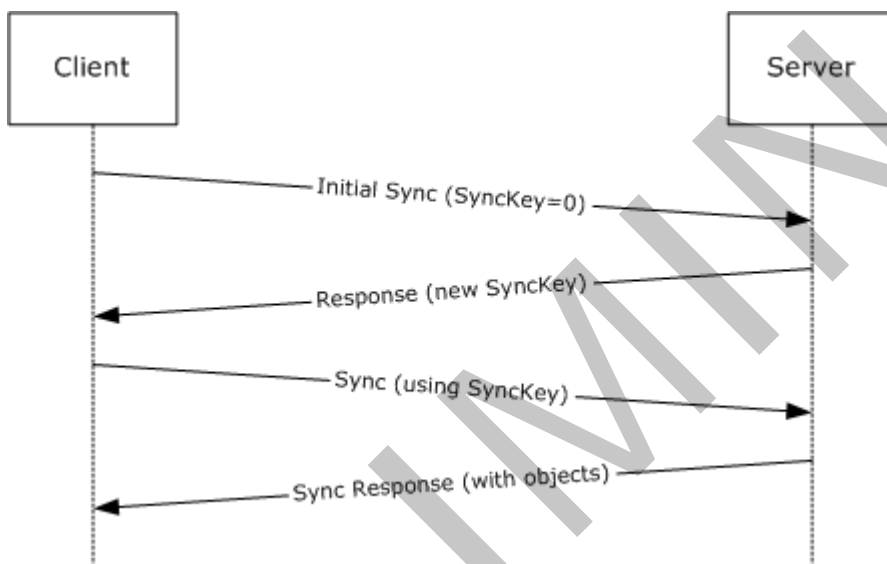 Client
Server
Initial Sync (SyncKey=0)
Response (new SyncKey)
Sync (using SyncKey)
Sync Response (with objects)